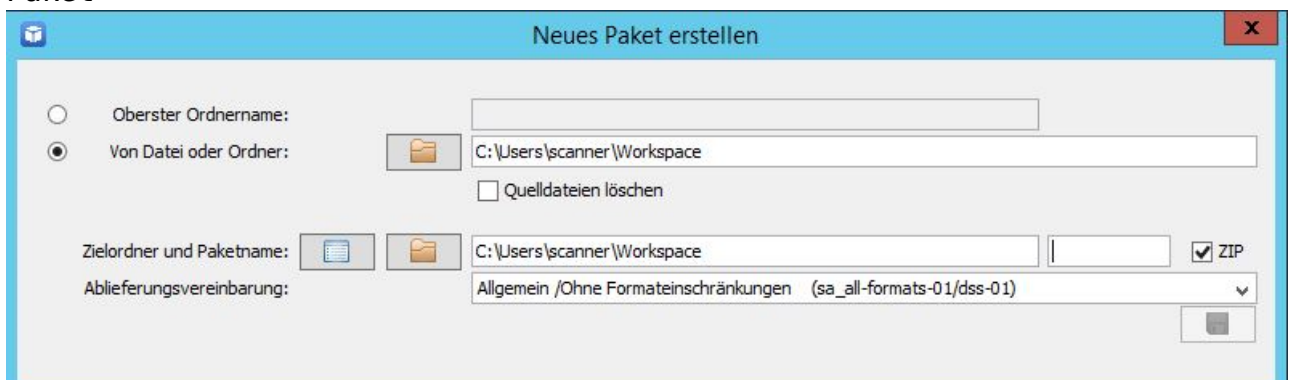 Neues Paket erstellen
x
Oberster Ordnername:
Von Datei oder Ordner: C:\Users\scanner\Workspace
Quelldateien löschen
Zielordner und Paketname: C:\Users\scanner\Workspace ZIP
Ablieferungsvereinbarung: Allgemein /Ohne Formateinschränkungen (sa_all-formats-01/dss-01)